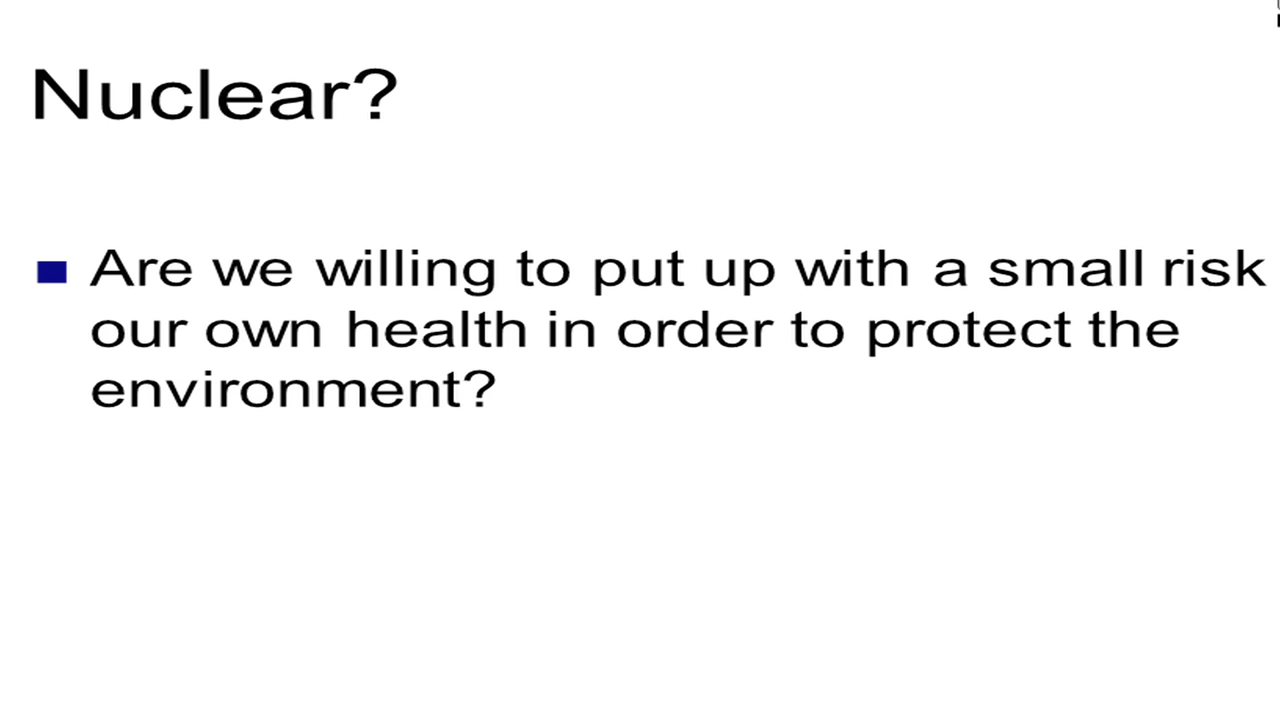 Nuclear?
Are we willing to put up with a small risk
our own health in order to protect the
environment?